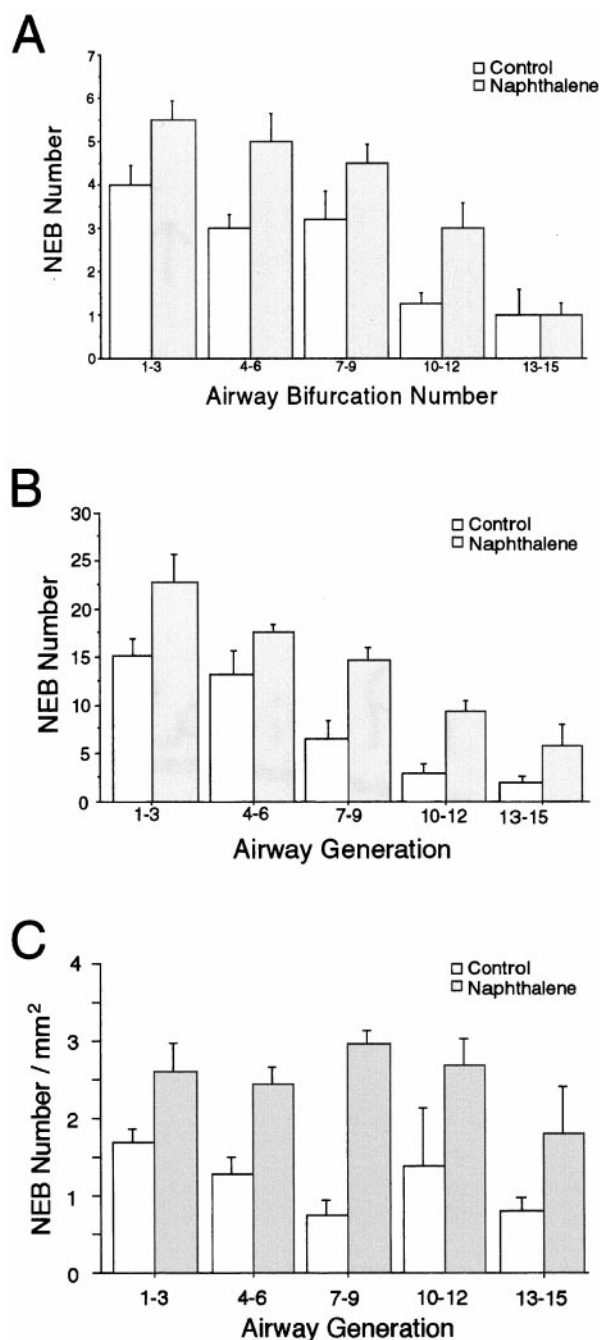 A
Control
Naphthalene
7
6
5
4
3
2
1
0
NEB Number
1-3 4-6 7-9 10-12 13-15
Airway Bifurcation Number
B
Control
Naphthalene
30
25
20
15
10
5
0
NEB Number
1-3 4-6 7-9 10-12 13-15
Airway Generation
C
Control
Naphthalene
4
3
2
1
0
NEB Number / mm²
1-3 4-6 7-9 10-12 13-15
Airway Generation